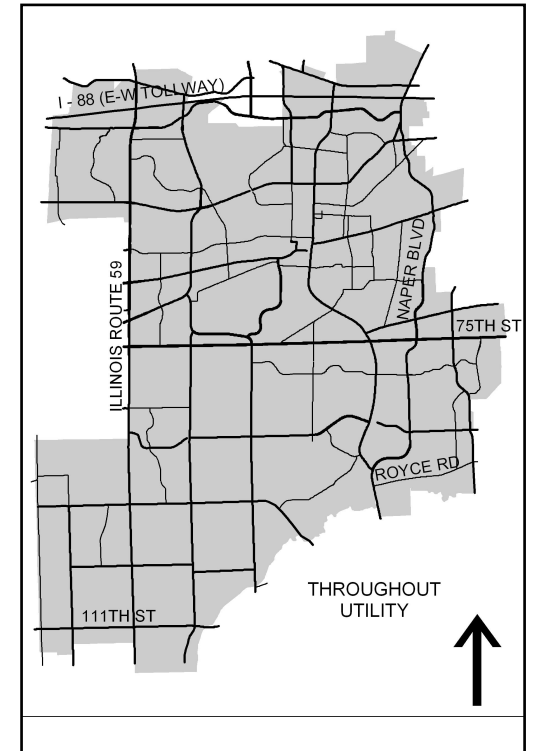 I - 88 (E-W TOLLWAY)
ILLINOIS ROUTE 59
NAPER BLVD
75TH ST
ROYCE RD
THROUGHOUT
UTILITY
111TH ST